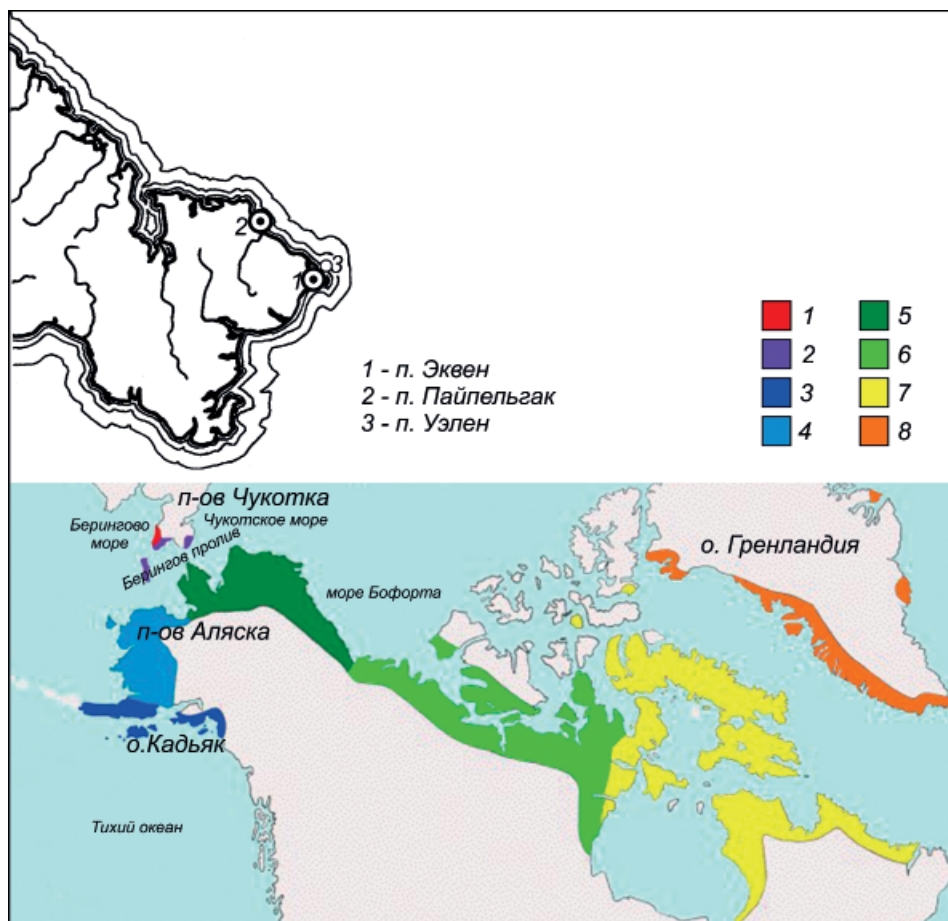 2
3
1
1 - п. Эквен
2 - п. Пайпельгак
3 - п. Уэлен
1 5
2 6
3 7
4 8
п-ов Чукотка
Берингово
море
Чукотское море
Берингов пролив
о. Гренландия
море Бофорта
п-ов Аляска
о.Кадьяк
Тихий океан